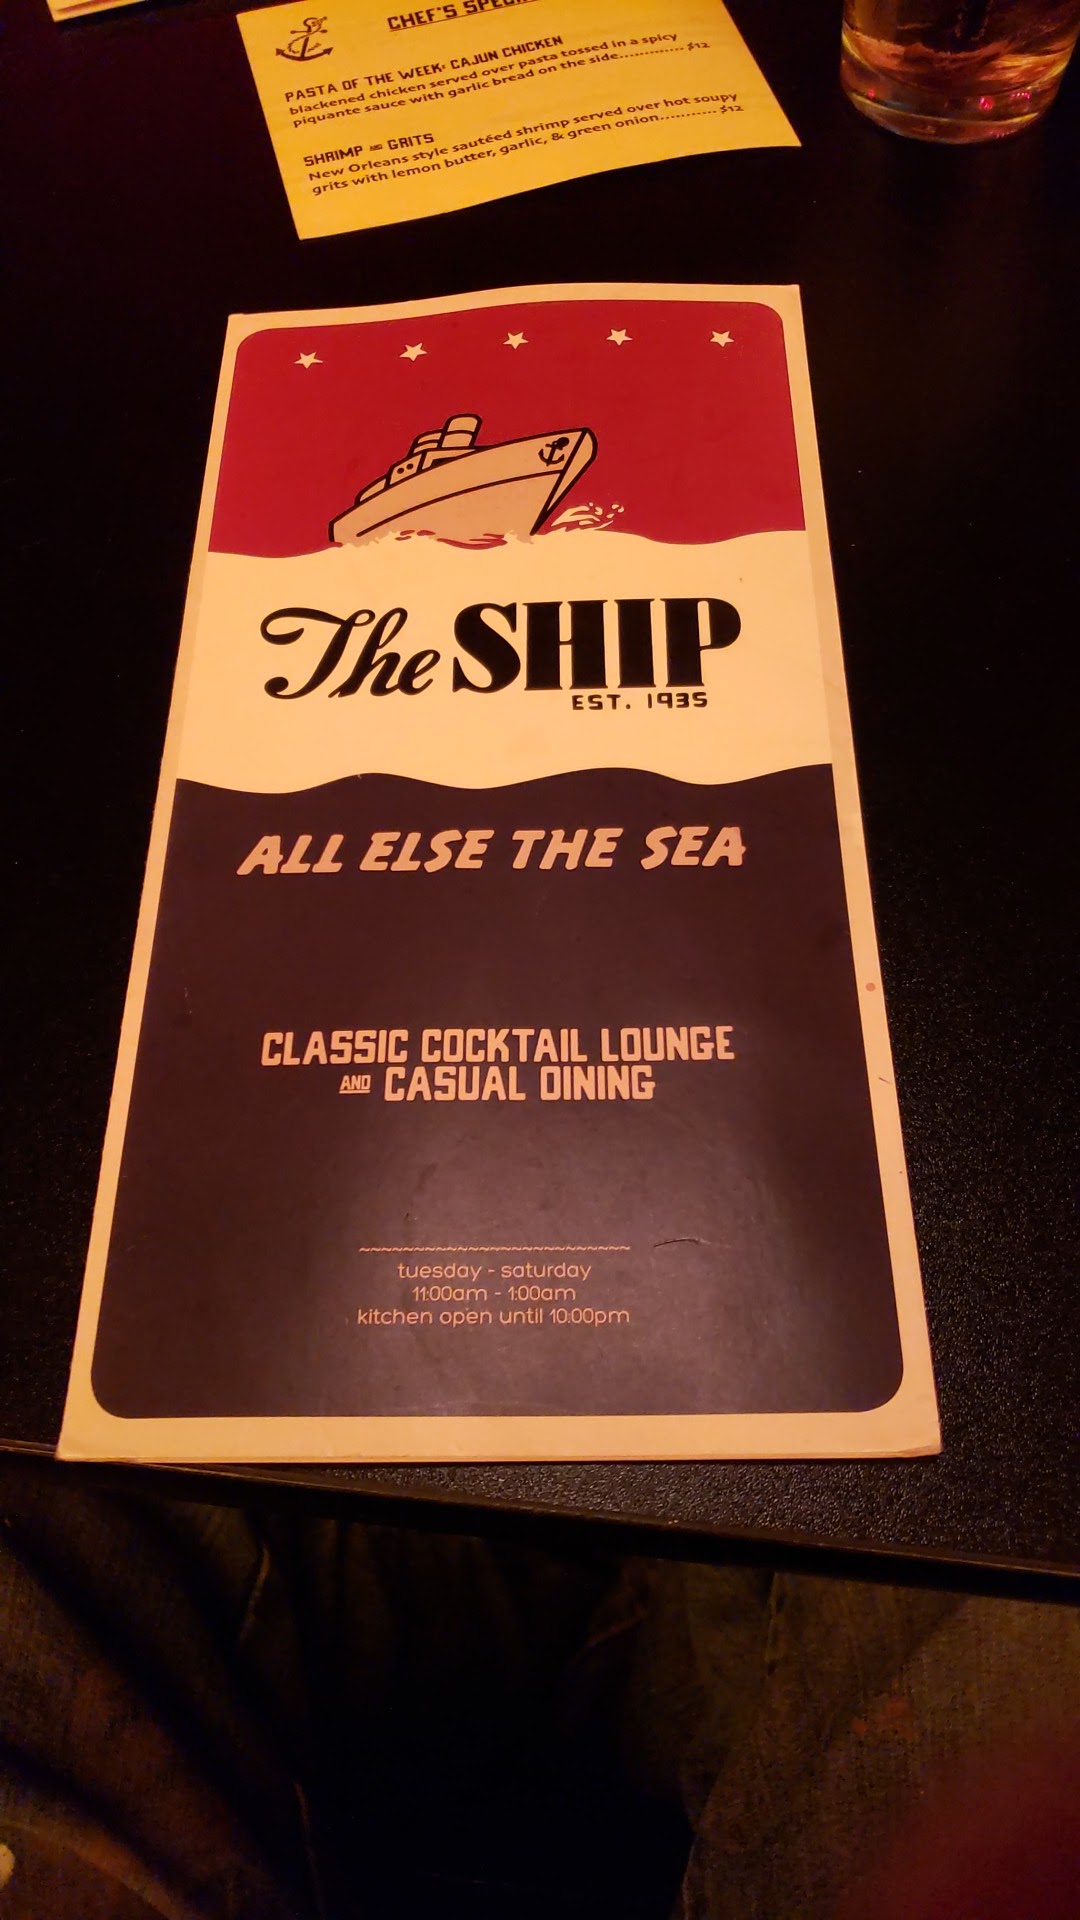 CHEF'S
PASTA OF THE WEEK: CAJUN CHICKEN
blackened chicken served over pasta tossed in a spicy
piquante sauce with garlic bread on the side.............. $12
SHRIMP AND GRITS
New Orleans style sautéed shrimp served over hot soupy
grits with lemon butter, garlic, & green onion........... $12
The SHIP
EST. 1935
ALL ELSE THE SEA
CLASSIC COCKTAIL LOUNGE
AND CASUAL DINING
tuesday - saturday
11:00am - 1:00am
kitchen open until 10:00pm